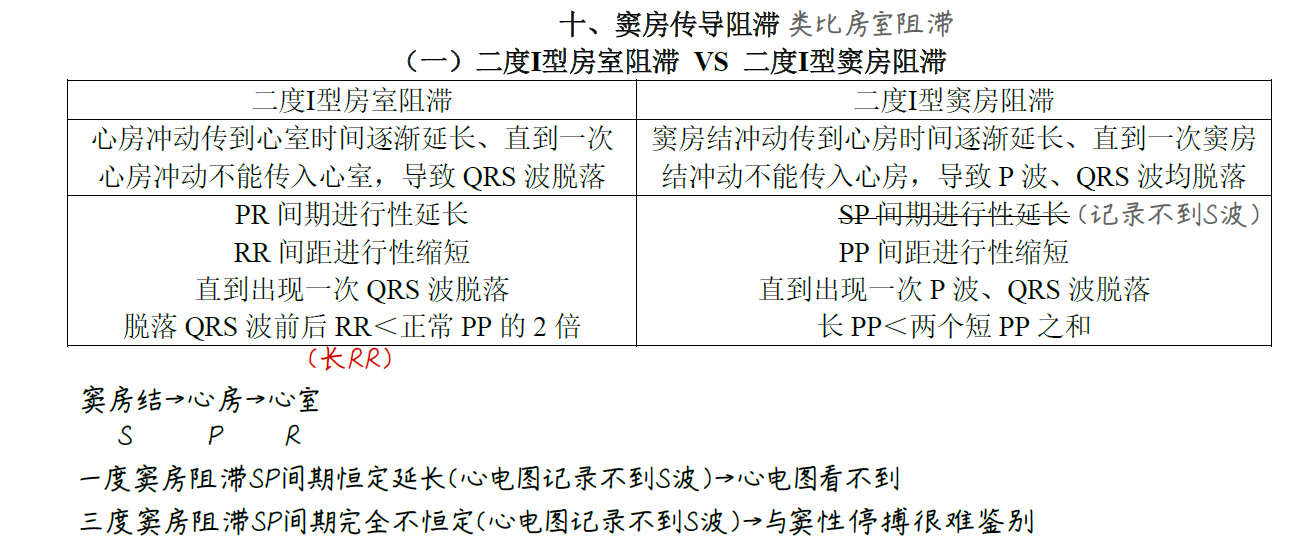 十、窦房传导阻滞 类比房室阻滞
（一）二度I型房室阻滞 VS 二度I型窦房阻滞
二度I型房室阻滞
二度I型窦房阻滞
心房冲动传到心室时间逐渐延长、直到一次
心房冲动不能传入心室，导致 QRS 波脱落
窦房结冲动传到心房时间逐渐延长、直到一次窦房
结冲动不能传入心房，导致 P 波、QRS 波均脱落
PR 间期进行性延长
RR 间距进行性缩短
直到出现一次 QRS 波脱落
脱落 QRS 波前后 RR＜正常 PP 的 2 倍
SP 间期进行性延长（记录不到S波）
PP 间距进行性缩短
直到出现一次 P 波、QRS 波脱落
长 PP＜两个短 PP 之和
（长RR）
窦房结→心房→心室
S P R
一度窦房阻滞SP间期恒定延长(心电图记录不到S波)→心电图看不到
三度窦房阻滞SP间期完全不恒定(心电图记录不到S波)→与窦性停搏很难鉴别